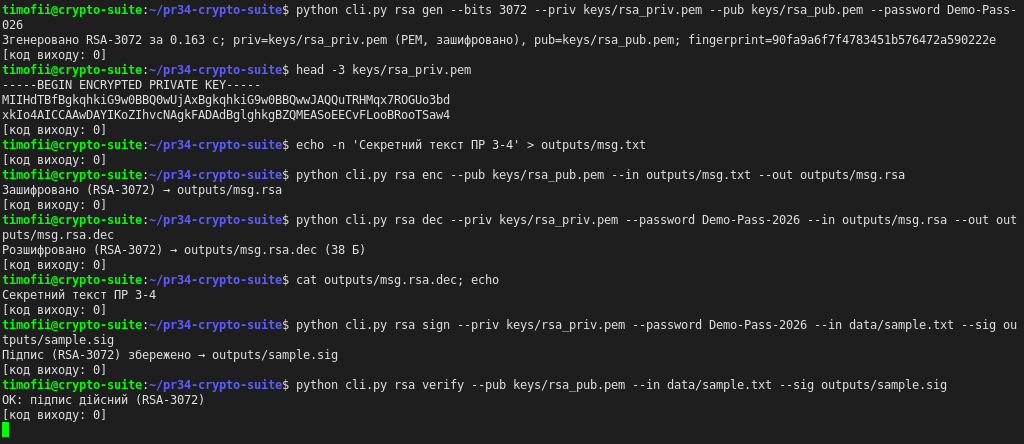 timofii@crypto-suite:~/pr34-crypto-suite$ python cli.py rsa gen --bits 3072 --priv keys/rsa_priv.pem --pub keys/rsa_pub.pem --password Demo-Pass-
026
Згенеровано RSA-3072 за 0.163 с; priv=keys/rsa_priv.pem (PEM, зашифровано), pub=keys/rsa_pub.pem; fingerprint=90fa9a6f7f4783451b576472a590222e
[код виходу: 0]
timofii@crypto-suite:~/pr34-crypto-suite$ head -3 keys/rsa_priv.pem
-----BEGIN ENCRYPTED PRIVATE KEY-----
MIIHdTBfBgkqhkiG9w0BBQ0wUjAxBgkqhkiG9w0BBQwwJAQQuTRHMqx7ROGUo3bd
xkIo4AICCAAwDAYIKoZIhvcNAgkFADAdBglghkgBZQMEASoEECvFLooBRooTSaw4
[код виходу: 0]
timofii@crypto-suite:~/pr34-crypto-suite$ echo -n 'Секретний текст ПР 3-4' > outputs/msg.txt
[код виходу: 0]
timofii@crypto-suite:~/pr34-crypto-suite$ python cli.py rsa enc --pub keys/rsa_pub.pem --in outputs/msg.txt --out outputs/msg.rsa
Зашифровано (RSA-3072) → outputs/msg.rsa
[код виходу: 0]
timofii@crypto-suite:~/pr34-crypto-suite$ python cli.py rsa dec --priv keys/rsa_priv.pem --password Demo-Pass-2026 --in outputs/msg.rsa --out out
puts/msg.rsa.dec
Розшифровано (RSA-3072) → outputs/msg.rsa.dec (38 Б)
[код виходу: 0]
timofii@crypto-suite:~/pr34-crypto-suite$ cat outputs/msg.rsa.dec; echo
Секретний текст ПР 3-4
[код виходу: 0]
timofii@crypto-suite:~/pr34-crypto-suite$ python cli.py rsa sign --priv keys/rsa_priv.pem --password Demo-Pass-2026 --in data/sample.txt --sig ou
tputs/sample.sig
Підпис (RSA-3072) збережено → outputs/sample.sig
[код виходу: 0]
timofii@crypto-suite:~/pr34-crypto-suite$ python cli.py rsa verify --pub keys/rsa_pub.pem --in data/sample.txt --sig outputs/sample.sig
OK: підпис дійсний (RSA-3072)
[код виходу: 0]